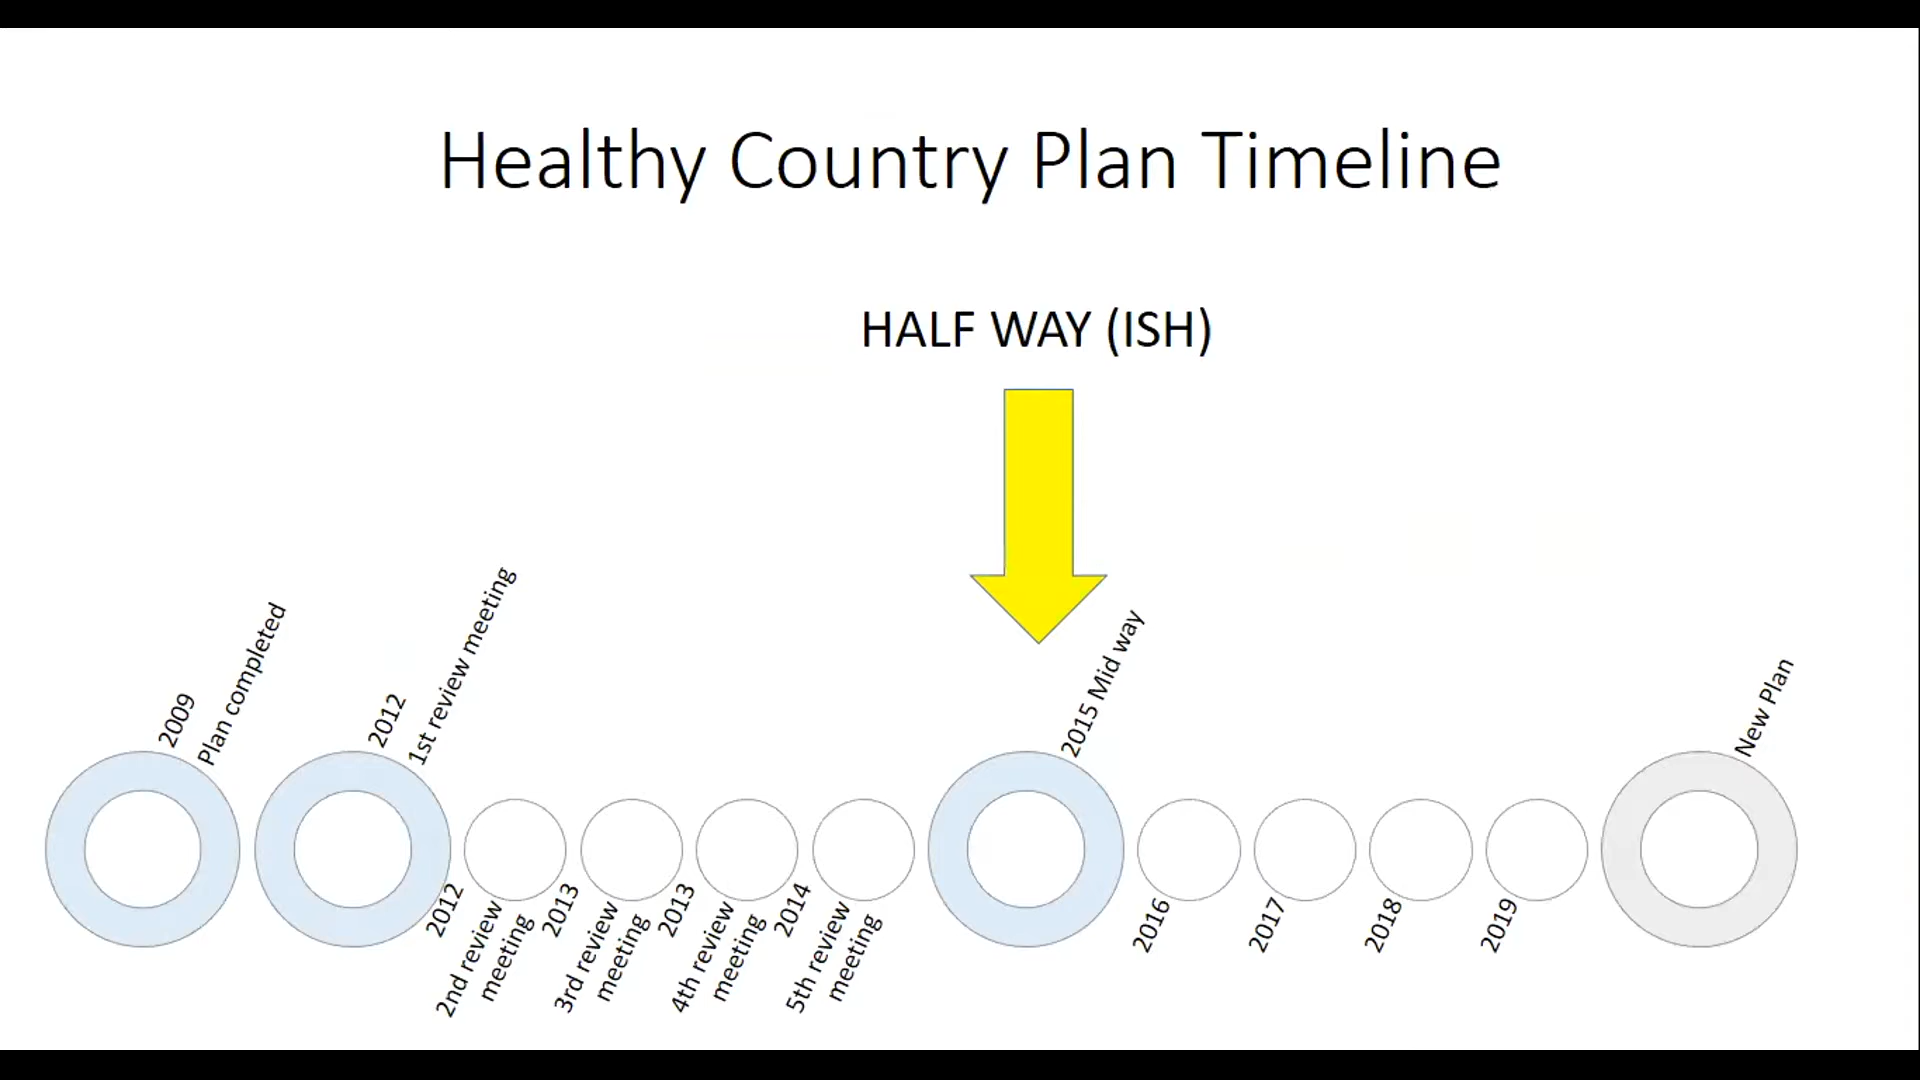 Healthy Country Plan Timeline
HALF WAY (ISH)
2009
Plan completed
2012
1st review meeting
2012
2nd review
meeting
2013
3rd review
meeting
2013
4th review
meeting
2014
5th review
meeting
2015 Mid way
2016
2017
2018
2019
New Plan